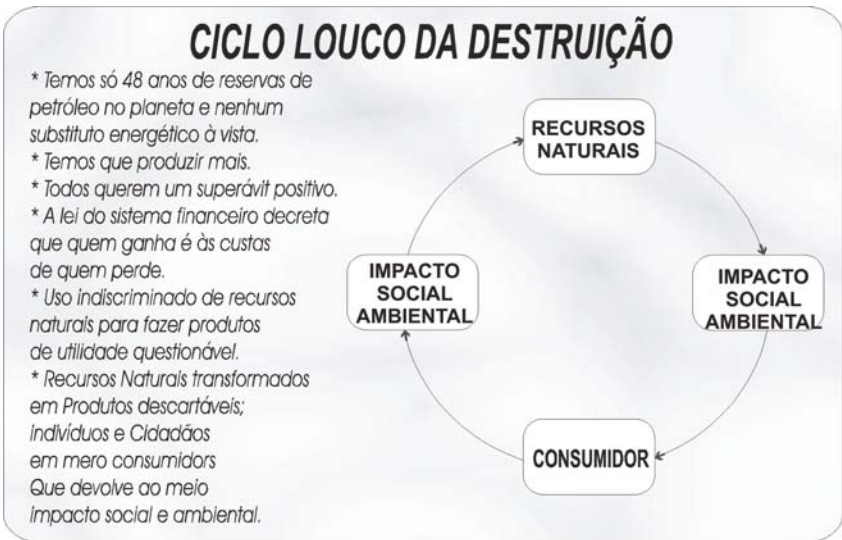 CICLO LOUCO DA DESTRUIÇÃO
* Temos só 48 anos de reservas de
petróleo no planeta e nenhum
substituto energético à vista.
* Temos que produzir mais.
* Todos querem um superávit positivo.
* A lei do sistema financeiro decreta
que quem ganha é às custas
de quem perde.
* Uso indiscriminado de recursos
naturais para fazer produtos
de utilidade questionável.
* Recursos Naturais transformados
em Produtos descartáveis;
indivíduos e Cidadãos
em mero consumidors
Que devolve ao meio
impacto social e ambiental.
RECURSOS
NATURAIS
IMPACTO
SOCIAL
AMBIENTAL
CONSUMIDOR
IMPACTO
SOCIAL
AMBIENTAL